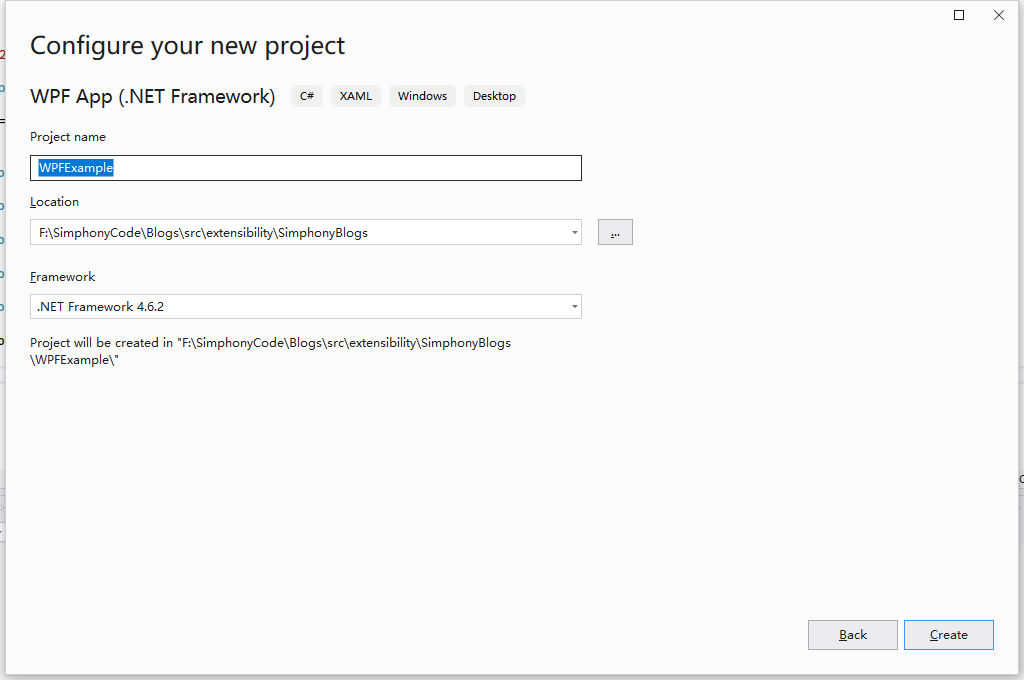 Configure your new project
WPF App (.NET Framework) C# XAML Windows Desktop
Project name
WPFExample
Location
F:\SimphonyCode\Blogs\src\extensibility\SimphonyBlogs
...
Framework
.NET Framework 4.6.2
Project will be created in "F:\SimphonyCode\Blogs\src\extensibility\SimphonyBlogs
\WPFExample\"
Back Create